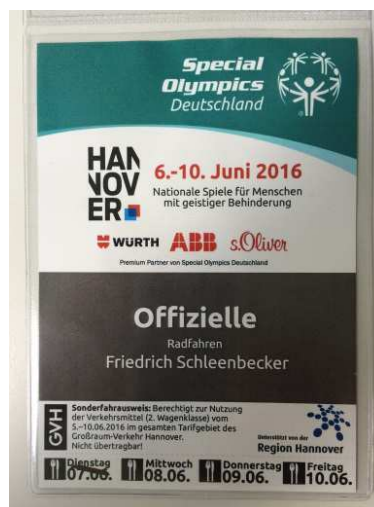 Special
Olympics
Deutschland
HAN
NOV
ER
6.-10. Juni 2016
Nationale Spiele für Menschen
mit geistiger Behinderung
WÜRTH ABB s.Oliver
Premium Partner von Special Olympics Deutschland
Offizielle
Radfahren
Friedrich Schleenbecker
GVH
Sonderfahrausweis: Berechtigt zur Nutzung
der Verkehrsmittel (2. Wagenklasse) vom
5.-10.06.2016 im gesamten Tarifgebiet des
Großraum-Verkehr Hannover.
Nicht übertragbar!
Unterstützt von der
Region Hannover
Dienstag Mittwoch Donnerstag Freitag
07.06. 08.06. 09.06. 10.06.